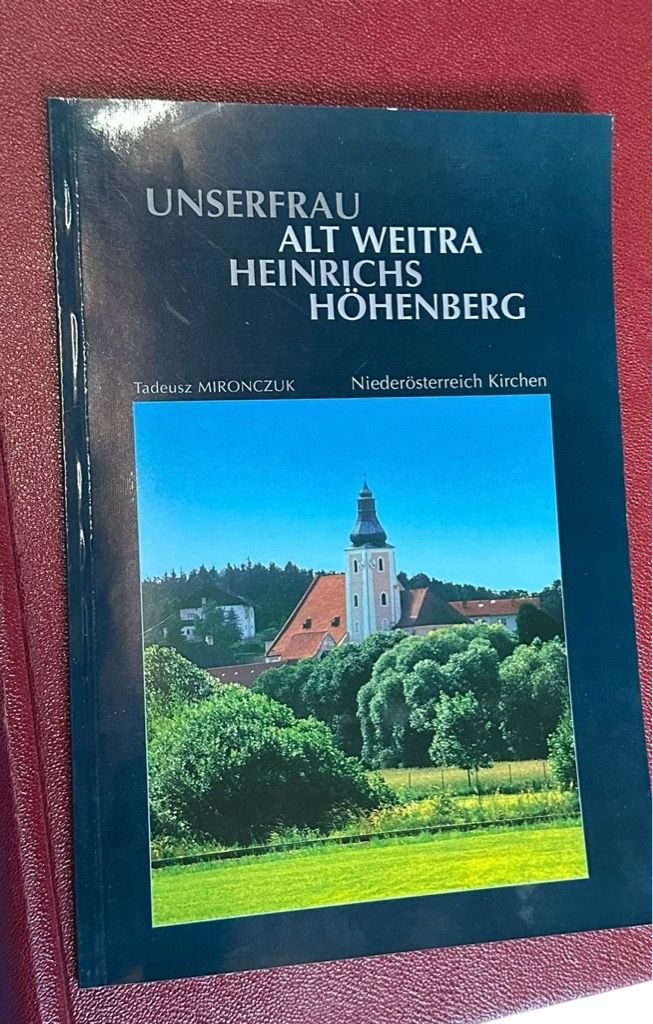 UNSERFRAU
ALT WEITRA
HEINRICHS
HÖHENBERG
Tadeusz MIRONCZUK Niederösterreich Kirchen